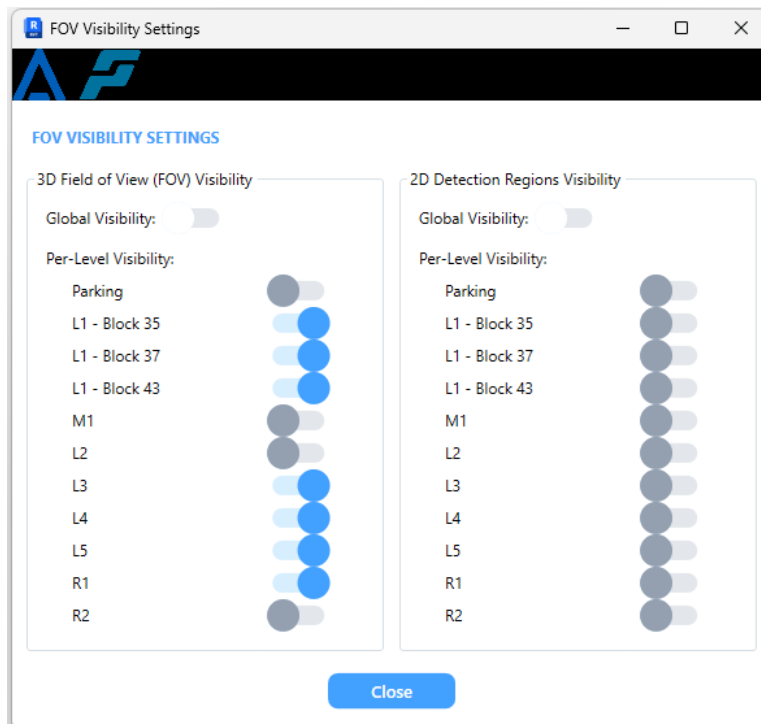 FOV Visibility Settings
FOV VISIBILITY SETTINGS
3D Field of View (FOV) Visibility
Global Visibility:
Per-Level Visibility:
Parking
L1 - Block 35
L1 - Block 37
L1 - Block 43
M1
L2
L3
L4
L5
R1
R2
2D Detection Regions Visibility
Global Visibility:
Per-Level Visibility:
Parking
L1 - Block 35
L1 - Block 37
L1 - Block 43
M1
L2
L3
L4
L5
R1
R2
Close